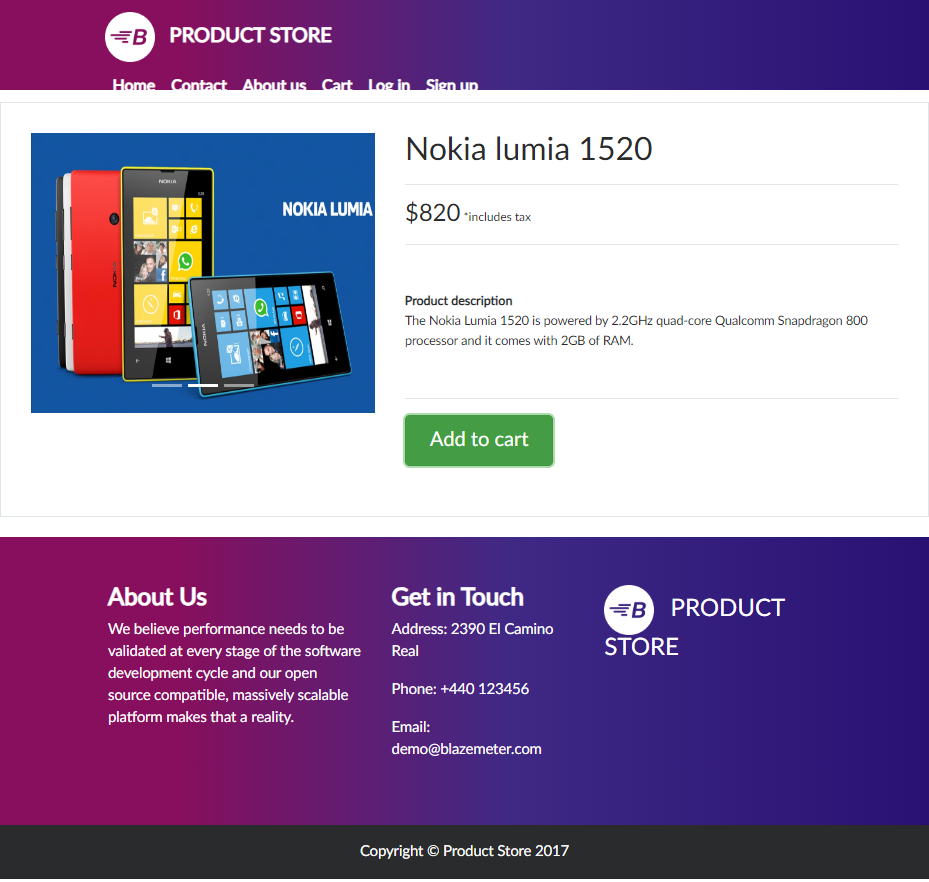 B PRODUCT STORE
Home Contact About us Cart Log in Sign up
NOKIA LUMIA
NOKIA
NOKIA
Nokia lumia 1520
$820 *includes tax
Product description
The Nokia Lumia 1520 is powered by 2.2GHz quad-core Qualcomm Snapdragon 800
processor and it comes with 2GB of RAM.
Add to cart
About Us
We believe performance needs to be
validated at every stage of the software
development cycle and our open
source compatible, massively scalable
platform makes that a reality.
Get in Touch
Address: 2390 El Camino
Real
Phone: +440 123456
Email:
demo@blazemeter.com
B PRODUCT
STORE
Copyright © Product Store 2017